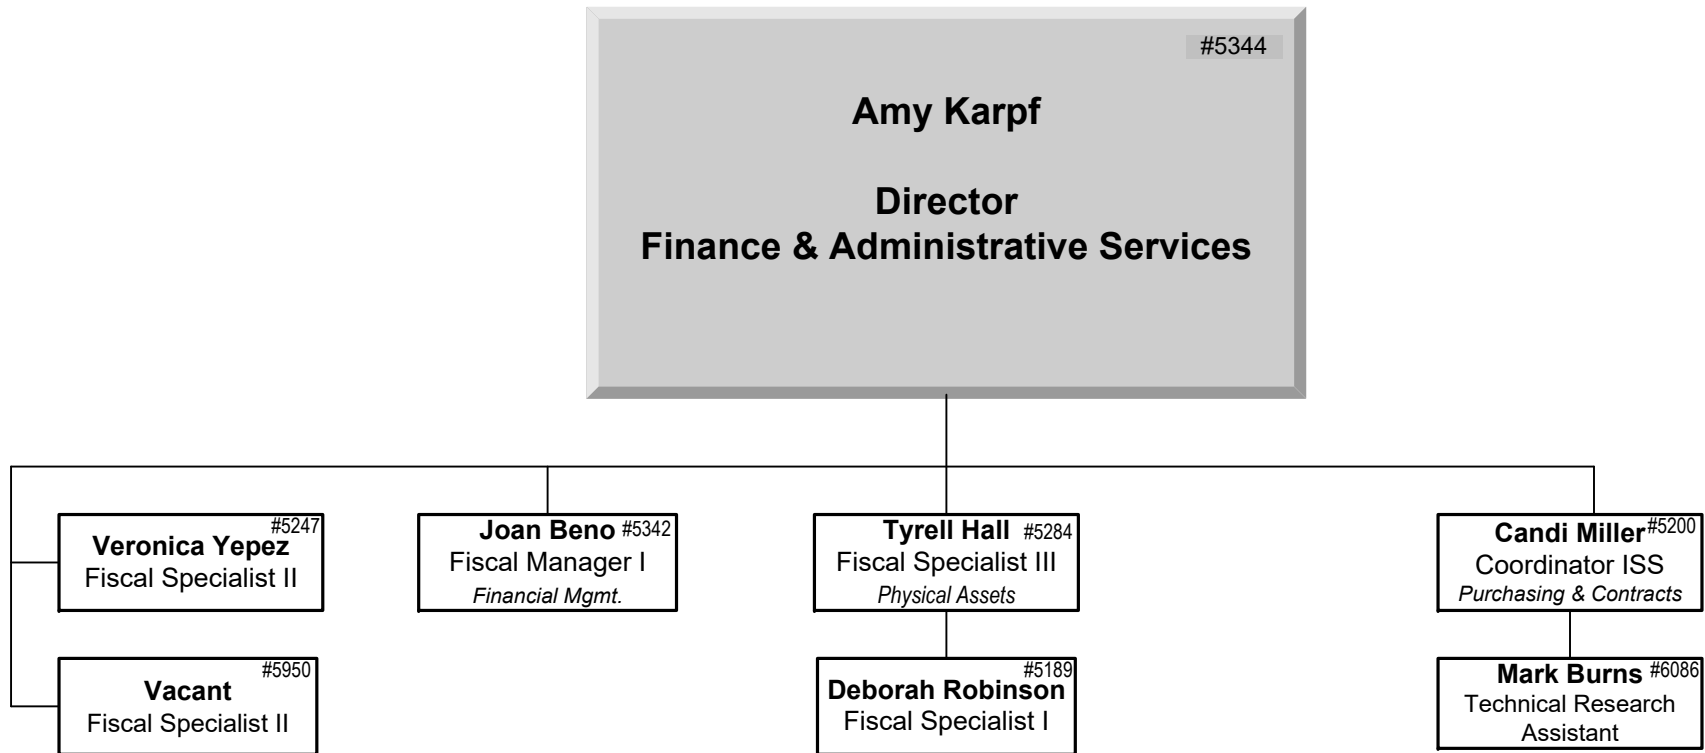 #5344
Amy Karpf
Director
Finance & Administrative Services
#5247
Veronica Yepez
Fiscal Specialist II
Joan Beno #5342
Fiscal Manager I
Financial Mgmt.
Tyrell Hall #5284
Fiscal Specialist III
Physical Assets
Candi Miller #5200
Coordinator ISS
Purchasing & Contracts
#5950
Vacant
Fiscal Specialist II
#5189
Deborah Robinson
Fiscal Specialist I
Mark Burns #6086
Technical Research
Assistant